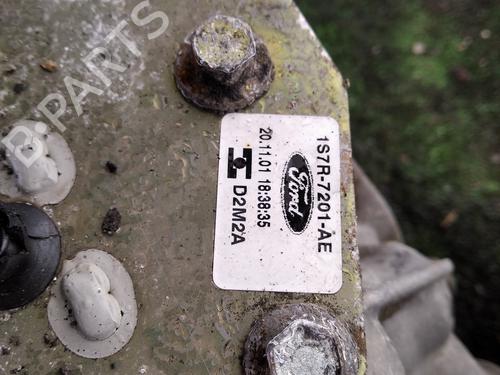 B-PARTS
1S7R-7201-AE
Ford
20.11.01 18:38:35
D2M2A